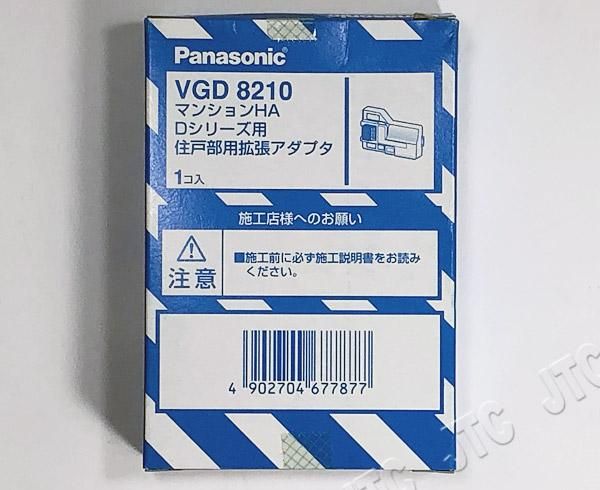 Panasonic
VGD 8210
マンションHA
Dシリーズ用
住戸部用拡張アダプタ
1コ入
施工店様へのお願い
注意
■施工前に必ず施工説明書をお読み
ください。
4 902704 677877
JTC JTC JTC